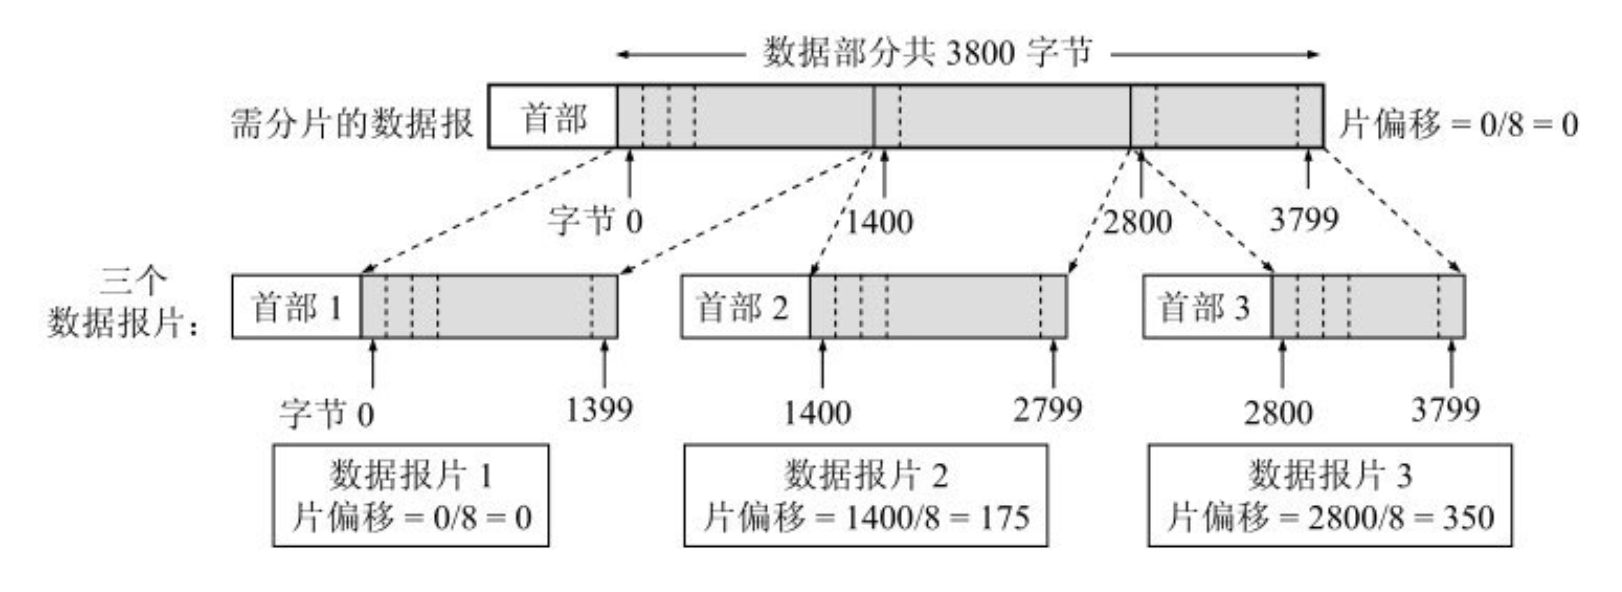 数据部分共 3800 字节
需分片的数据报
首部
片偏移 = 0/8 = 0
字节 0
1400
2800
3799
三个
数据报片：
首部 1
首部 2
首部 3
字节 0
1399
1400
2799
2800
3799
数据报片 1
片偏移 = 0/8 = 0
数据报片 2
片偏移 = 1400/8 = 175
数据报片 3
片偏移 = 2800/8 = 350